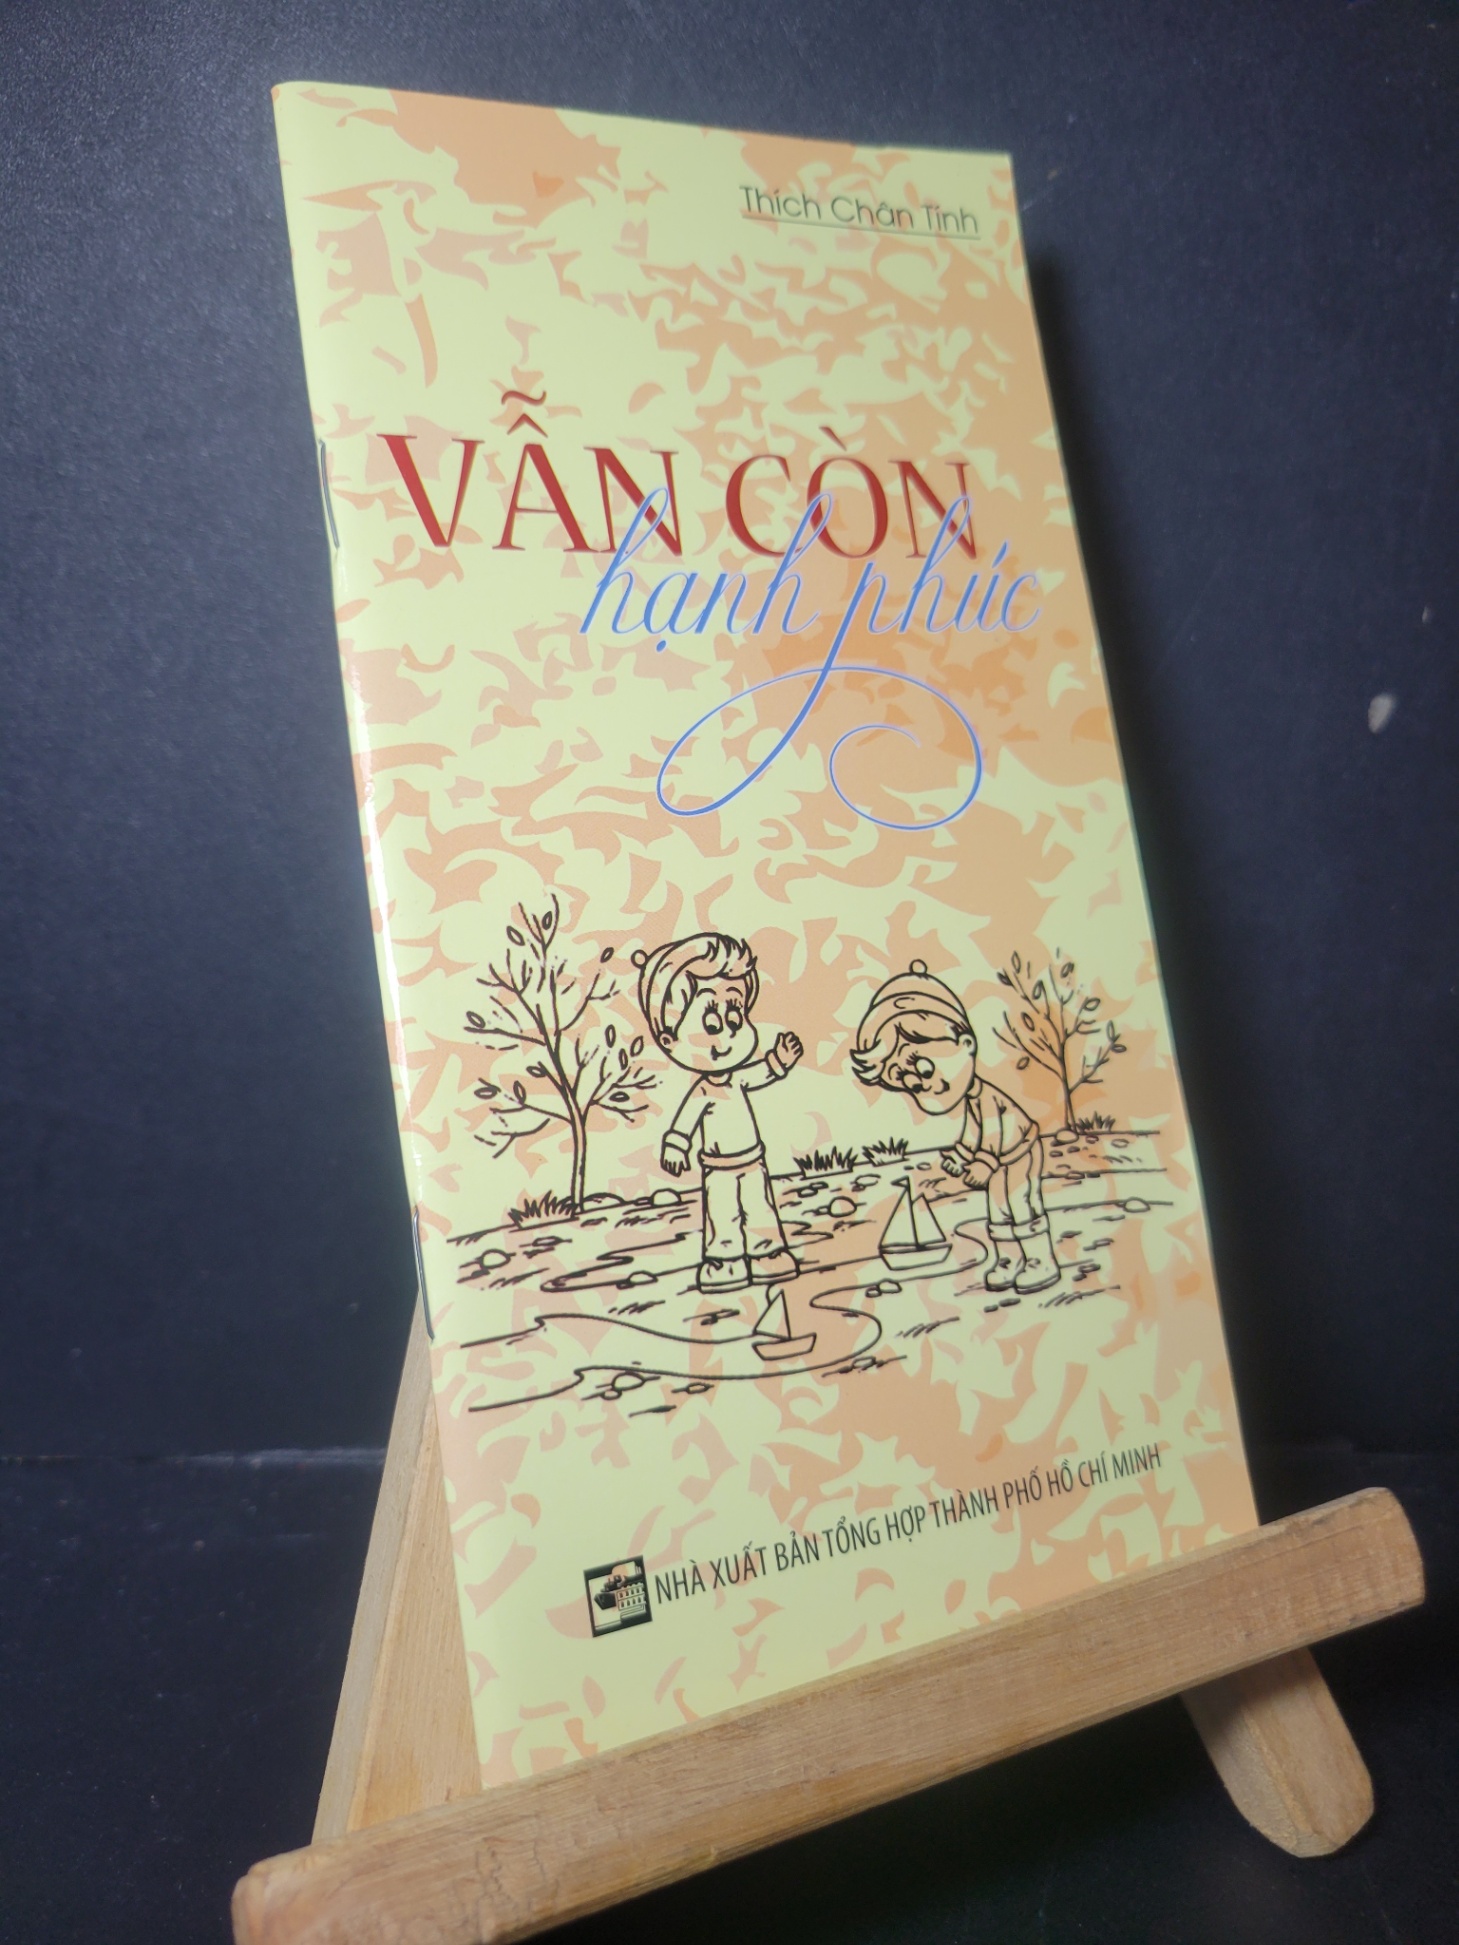 Thích Chân Tính
VẪN CÒN
hạnh phúc
NHÀ XUẤT BẢN TỔNG HỢP THÀNH PHỐ HỒ CHÍ MINH